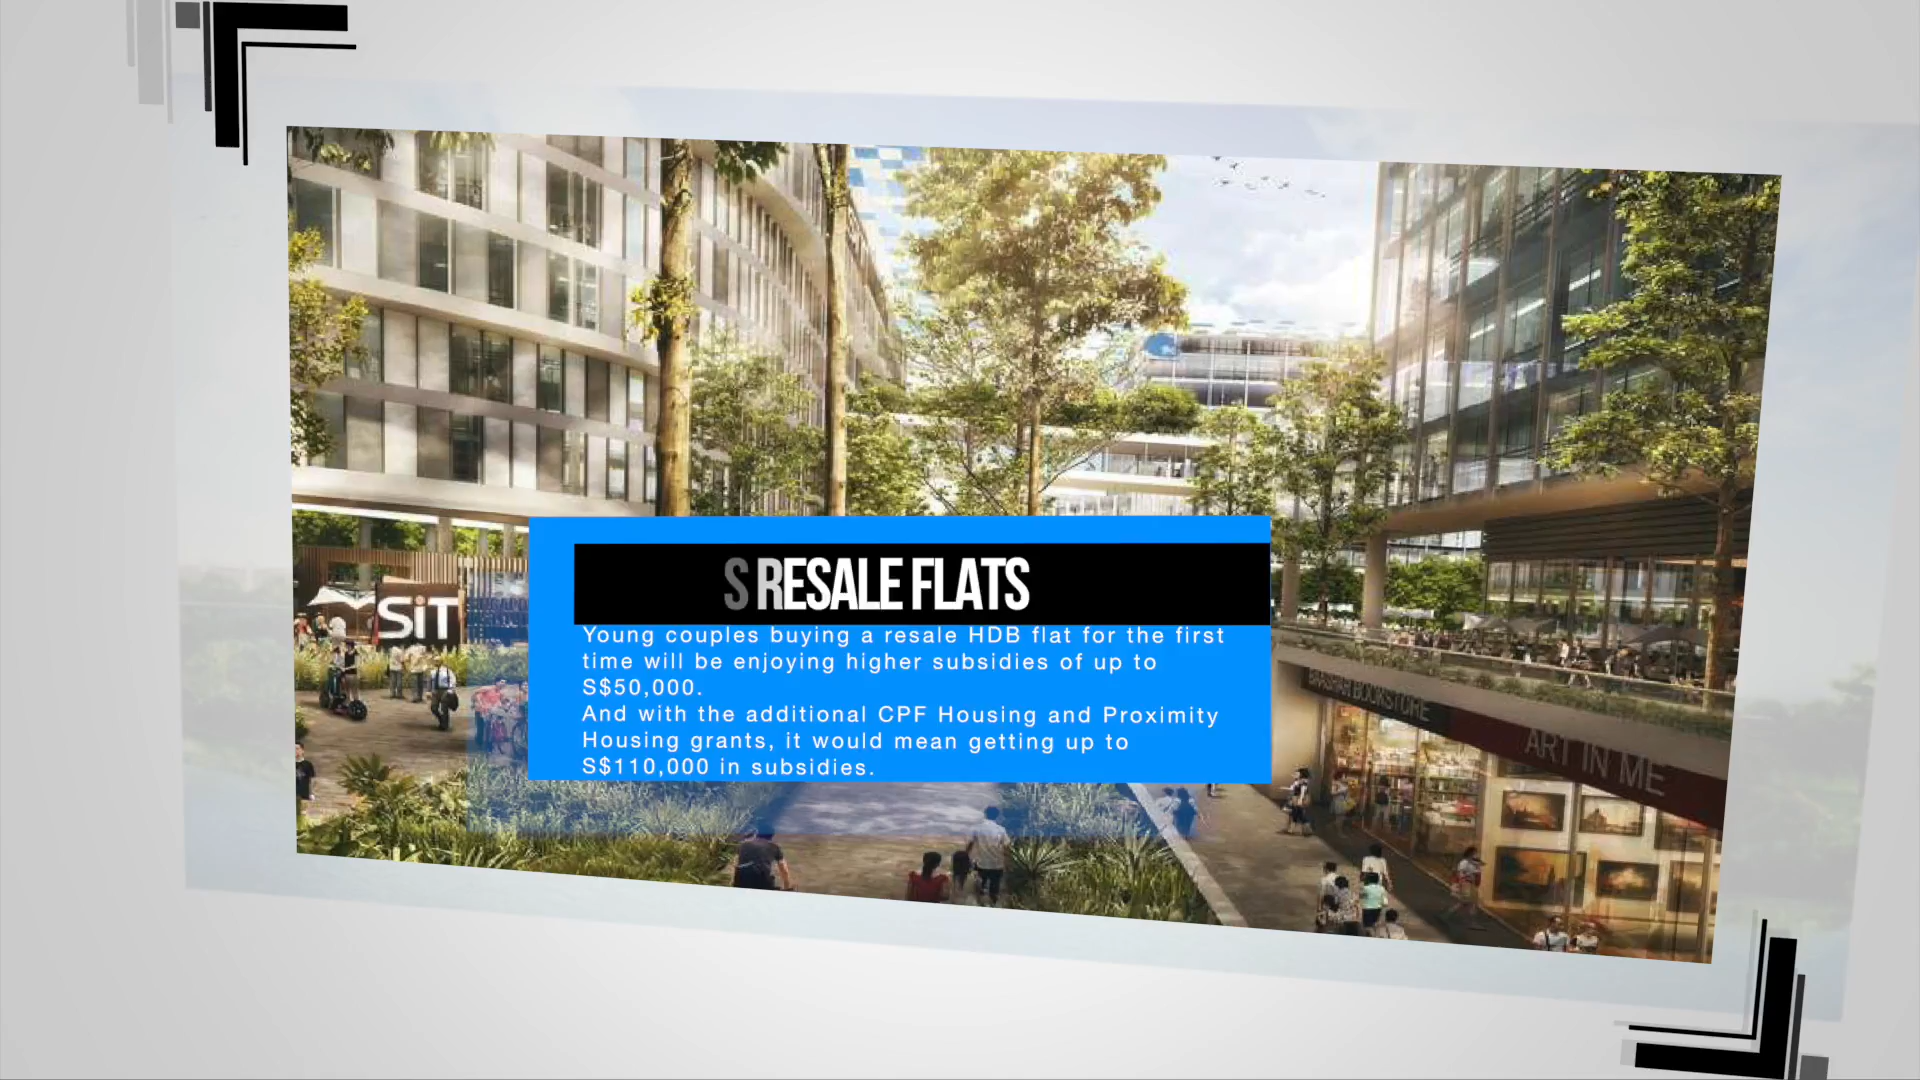 S RESALE FLATS
Young couples buying a resale HDB flat for the first
time will be enjoying higher subsidies of up to
S$50,000.
And with the additional CPF Housing and Proximity
Housing grants, it would mean getting up to
S$110,000 in subsidies.
SiT
BRASBAH BOOKSTORE
ART IN ME